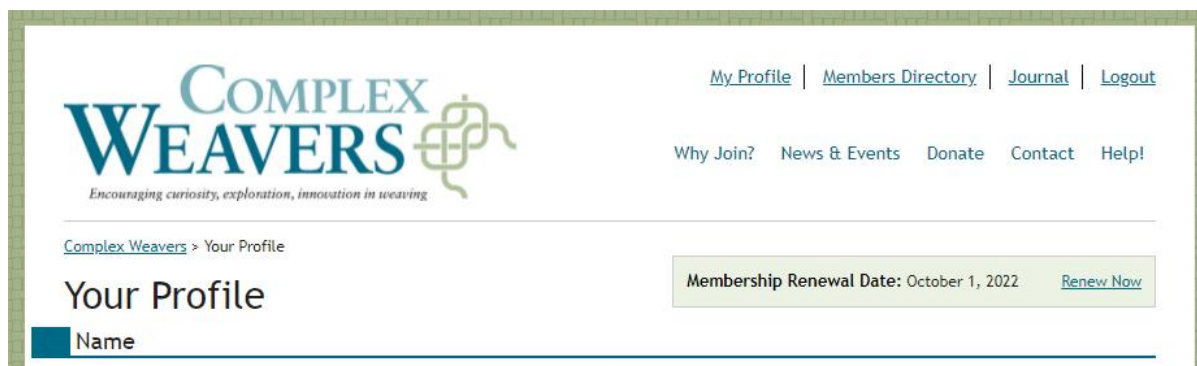 COMPLEX
WEAVERS
Encouraging curiosity, exploration, innovation in weaving
My Profile | Members Directory | Journal | Logout
Why Join? News & Events Donate Contact Help!
Complex Weavers > Your Profile
Your Profile
Membership Renewal Date: October 1, 2022 Renew Now
Name